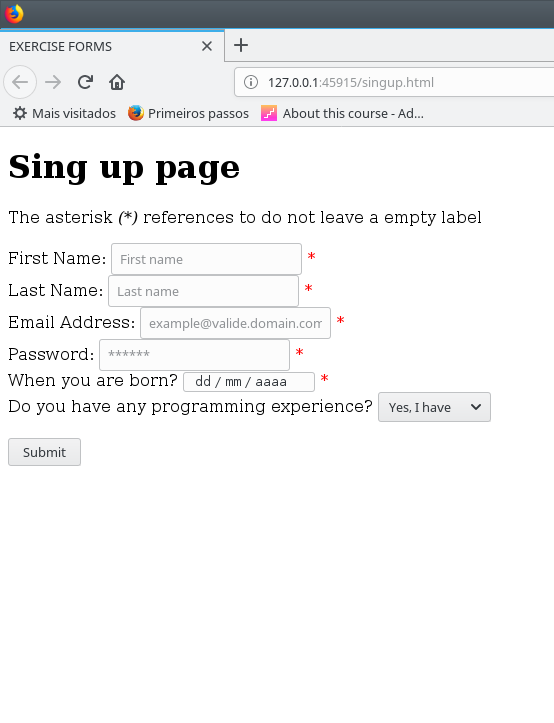 EXERCISE FORMS
127.0.0.1:45915/singup.html
Mais visitados Primeiros passos About this course - Ad...
Sing up page
The asterisk (*) references to do not leave a empty label
First Name: First name *
Last Name: Last name *
Email Address: example@valide.domain.com *
Password: ****** *
When you are born? dd / mm / aaaa *
Do you have any programming experience? Yes, I have
Submit